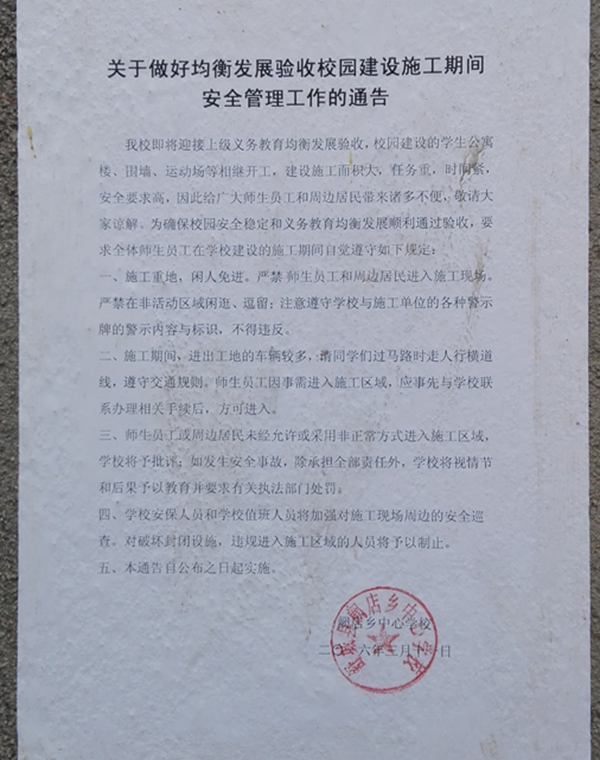 关于做好均衡发展验收校园建设施工期间
安全管理工作的通告
我校即将迎接上级义务教育均衡发展验收，校园建设的学生公寓
楼、围墙、运动场等相继开工，建设施工面积大，任务重，时间紧，
安全要求高，因此给广大师生员工和周边居民带来诸多不便，敬请大
家谅解。为确保校园安全稳定和义务教育均衡发展顺利通过验收，要
求全体师生员工在学校建设的施工期间自觉遵守如下规定：
一、施工重地，闲人免进。严禁师生员工和周边居民进入施工现场。
严禁在非活动区域闲逛、逗留；注意遵守学校与施工单位的各种警示
牌的警示内容与标识，不得违反。
二、施工期间，进出工地的车辆较多，请同学们过马路时走人行横道
线，遵守交通规则。师生员工因事需进入施工区域，应事先与学校联
系办理相关手续后，方可进入。
三、师生员工或周边居民未经允许或采用非正常方式进入施工区域，
学校将予批评；如发生安全事故，除承担全部责任外，学校将视情节
和后果予以教育并要求有关执法部门处罚。
四、学校安保人员和学校值班人员将加强对施工现场周边的安全巡
查。对破坏封闭设施，违规进入施工区域的人员将予以制止。
五、本通告自公布之日起实施。
店乡中心学校
二〇一六年三月十一日